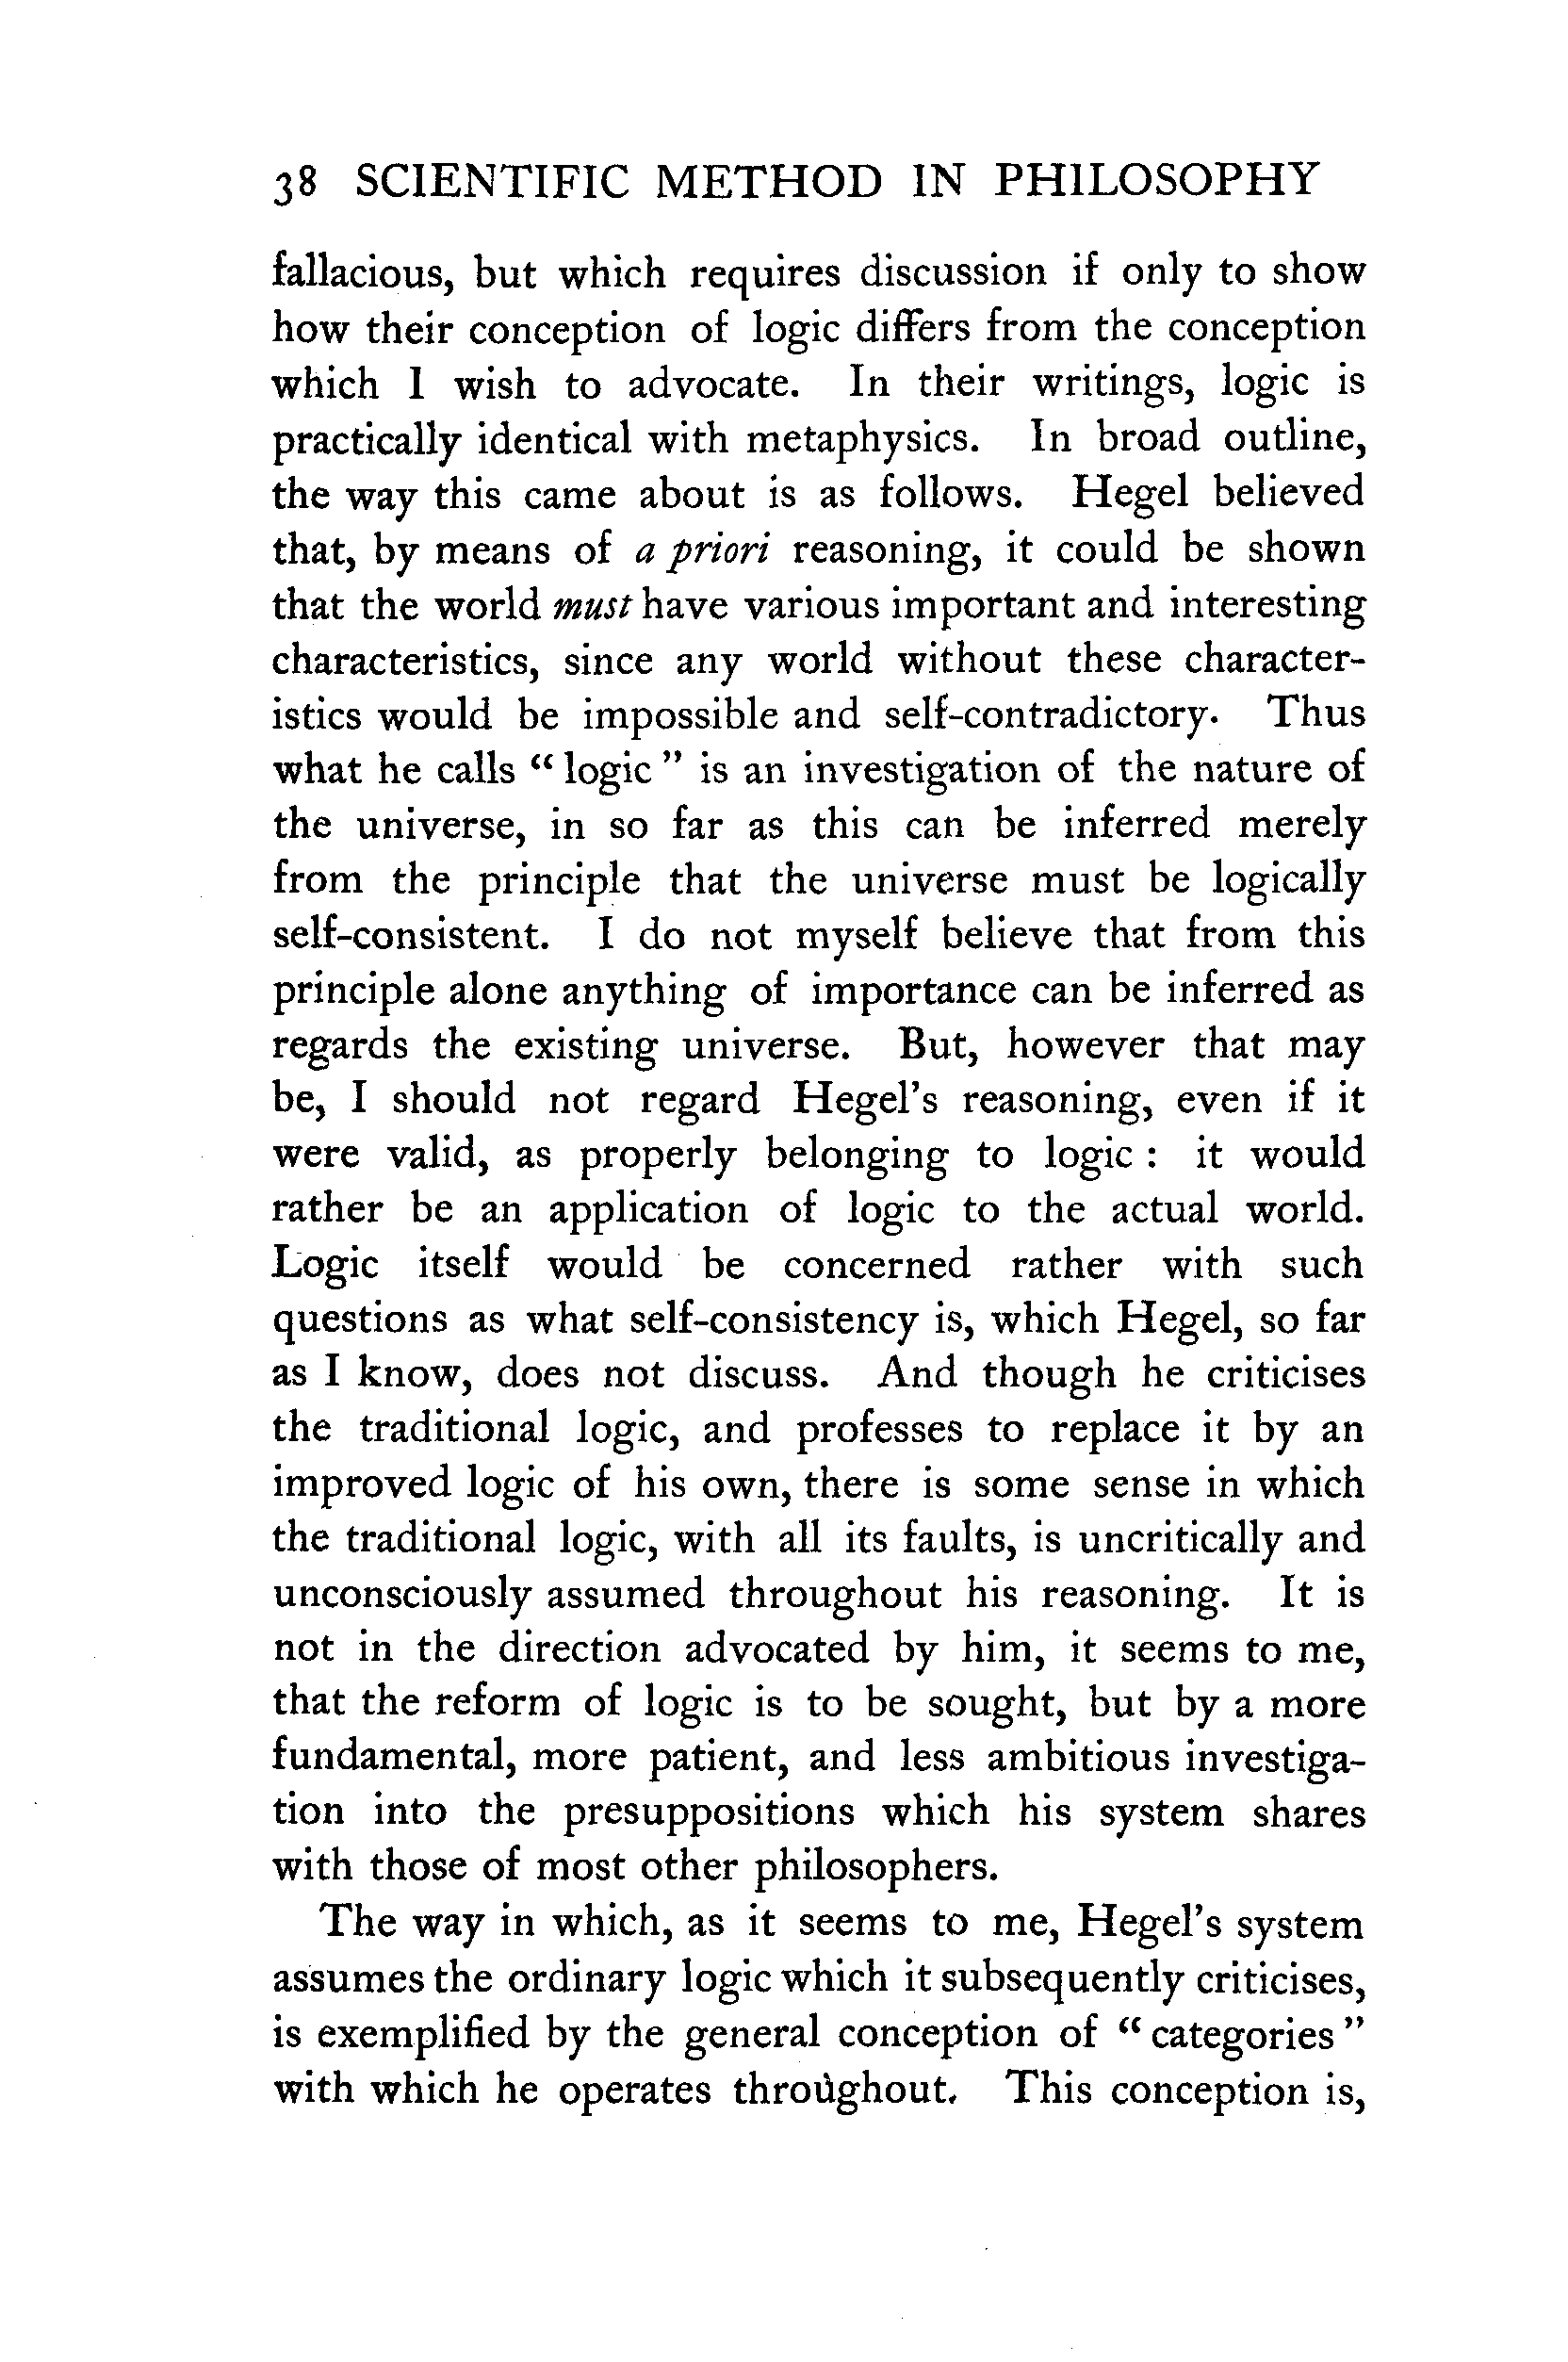 38 SCIENTIFIC METHOD IN PHILOSOPHY
fallacious, but which requires discussion if only to show
how their conception of logic differs from the conception
which I wish to advocate. In their writings, logic is
practically identical with metaphysics. In broad outline,
the way this came about is as follows. Hegel believed
that, by means of a priori reasoning, it could be shown
that the world must have various important and interesting
characteristics, since any world without these character-
istics would be impossible and self-contradictory. Thus
what he calls “ logic ” is an investigation of the nature of
the universe, in so far as this can be inferred merely
from the principle that the universe must be logically
self-consistent. I do not myself believe that from this
principle alone anything of importance can be inferred as
regards the existing universe. But, however that may
be, I should not regard Hegel’s reasoning, even if it
were valid, as properly belonging to logic : it would
rather be an application of logic to the actual world.
Logic itself would be concerned rather with such
questions as what self-consistency is, which Hegel, so far
as I know, does not discuss. And though he criticises
the traditional logic, and professes to replace it by an
improved logic of his own, there is some sense in which
the traditional logic, with all its faults, is uncritically and
unconsciously assumed throughout his reasoning. It is
not in the direction advocated by him, it seems to me,
that the reform of logic is to be sought, but by a more
fundamental, more patient, and less ambitious investiga-
tion into the presuppositions which his system shares
with those of most other philosophers.
The way in which, as it seems to me, Hegel’s system
assumes the ordinary logic which it subsequently criticises,
is exemplified by the general conception of “ categories ”
with which he operates throughout. This conception is,